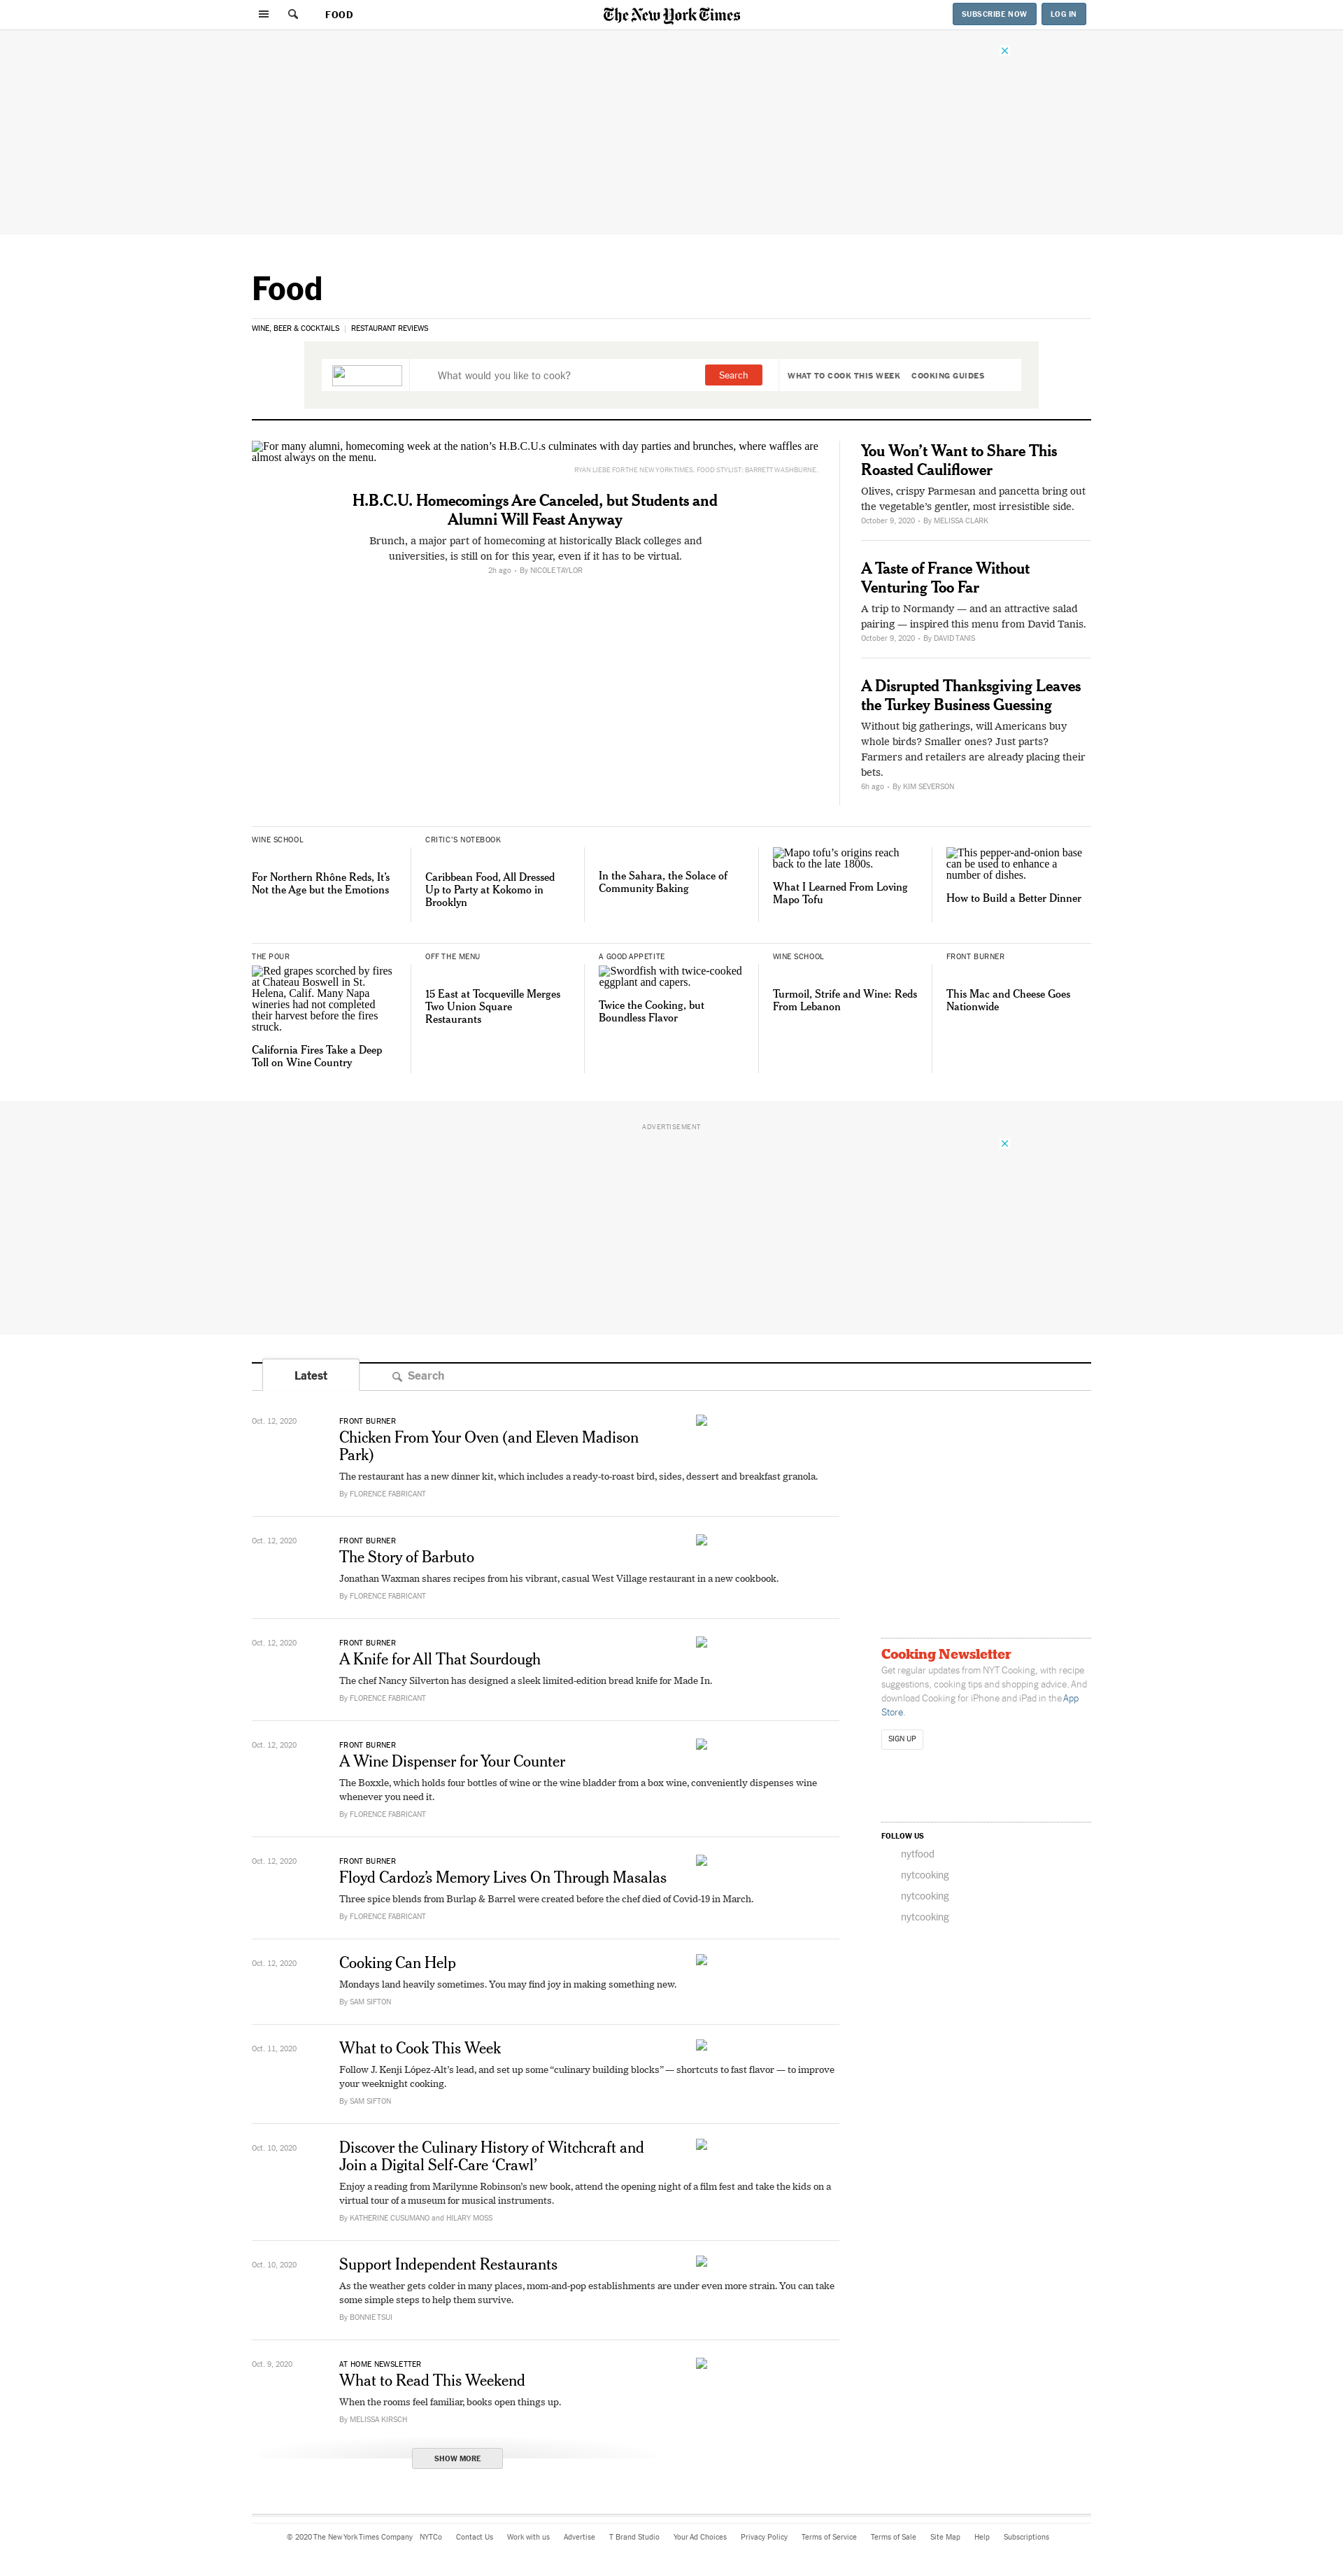 FOOD
The New York Times
SUBSCRIBE NOW
LOG IN
Food
WINE, BEER & COCKTAILS | RESTAURANT REVIEWS
What would you like to cook?
Search
WHAT TO COOK THIS WEEK
COOKING GUIDES
For many alumni, homecoming week at the nation’s H.B.C.U.s culminates with day parties and brunches, where waffles are
almost always on the menu.
RYAN LIEBE FOR THE NEW YORK TIMES. FOOD STYLIST: BARRETT WASHBURNE.
H.B.C.U. Homecomings Are Canceled, but Students and
Alumni Will Feast Anyway
Brunch, a major part of homecoming at historically Black colleges and
universities, is still on for this year, even if it has to be virtual.
2h ago • By NICOLE TAYLOR
You Won’t Want to Share This
Roasted Cauliflower
Olives, crispy Parmesan and pancetta bring out
the vegetable’s gentler, most irresistible side.
October 9, 2020 • By MELISSA CLARK
A Taste of France Without
Venturing Too Far
A trip to Normandy — and an attractive salad
pairing — inspired this menu from David Tanis.
October 9, 2020 • By DAVID TANIS
A Disrupted Thanksgiving Leaves
the Turkey Business Guessing
Without big gatherings, will Americans buy
whole birds? Smaller ones? Just parts?
Farmers and retailers are already placing their
bets.
6h ago • By KIM SEVERSON
WINE SCHOOL
For Northern Rhône Reds, It’s
Not the Age but the Emotions
CRITIC’S NOTEBOOK
Caribbean Food, All Dressed
Up to Party at Kokomo in
Brooklyn
In the Sahara, the Solace of
Community Baking
Mapo tofu’s origins reach
back to the late 1800s.
What I Learned From Loving
Mapo Tofu
This pepper-and-onion base
can be used to enhance a
number of dishes.
How to Build a Better Dinner
THE POUR
Red grapes scorched by fires
at Chateau Boswell in St.
Helena, Calif. Many Napa
wineries had not completed
their harvest before the fires
struck.
California Fires Take a Deep
Toll on Wine Country
OFF THE MENU
15 East at Tocqueville Merges
Two Union Square
Restaurants
A GOOD APPETITE
Swordfish with twice-cooked
eggplant and capers.
Twice the Cooking, but
Boundless Flavor
WINE SCHOOL
Turmoil, Strife and Wine: Reds
From Lebanon
FRONT BURNER
This Mac and Cheese Goes
Nationwide
ADVERTISEMENT
Latest
Search
Oct. 12, 2020
FRONT BURNER
Chicken From Your Oven (and Eleven Madison
Park)
The restaurant has a new dinner kit, which includes a ready-to-roast bird, sides, dessert and breakfast granola.
By FLORENCE FABRICANT
Oct. 12, 2020
FRONT BURNER
The Story of Barbuto
Jonathan Waxman shares recipes from his vibrant, casual West Village restaurant in a new cookbook.
By FLORENCE FABRICANT
Oct. 12, 2020
FRONT BURNER
A Knife for All That Sourdough
The chef Nancy Silverton has designed a sleek limited-edition bread knife for Made In.
By FLORENCE FABRICANT
Oct. 12, 2020
FRONT BURNER
A Wine Dispenser for Your Counter
The Boxxle, which holds four bottles of wine or the wine bladder from a box wine, conveniently dispenses wine
whenever you need it.
By FLORENCE FABRICANT
Oct. 12, 2020
FRONT BURNER
Floyd Cardoz’s Memory Lives On Through Masalas
Three spice blends from Burlap & Barrel were created before the chef died of Covid-19 in March.
By FLORENCE FABRICANT
Oct. 12, 2020
Cooking Can Help
Mondays land heavily sometimes. You may find joy in making something new.
By SAM SIFTON
Oct. 11, 2020
What to Cook This Week
Follow J. Kenji López-Alt’s lead, and set up some “culinary building blocks” — shortcuts to fast flavor — to improve
your weeknight cooking.
By SAM SIFTON
Oct. 10, 2020
Discover the Culinary History of Witchcraft and
Join a Digital Self-Care ‘Crawl’
Enjoy a reading from Marilynne Robinson’s new book, attend the opening night of a film fest and take the kids on a
virtual tour of a museum for musical instruments.
By KATHERINE CUSUMANO and HILARY MOSS
Oct. 10, 2020
Support Independent Restaurants
As the weather gets colder in many places, mom-and-pop establishments are under even more strain. You can take
some simple steps to help them survive.
By BONNIE TSUI
Oct. 9, 2020
AT HOME NEWSLETTER
What to Read This Weekend
When the rooms feel familiar, books open things up.
By MELISSA KIRSCH
SHOW MORE
Cooking Newsletter
Get regular updates from NYT Cooking, with recipe
suggestions, cooking tips and shopping advice. And
download Cooking for iPhone and iPad in the App
Store.
SIGN UP
FOLLOW US
nytfood
nytcooking
nytcooking
nytcooking
© 2020 The New York Times Company NYTCo Contact Us Work with us Advertise T Brand Studio Your Ad Choices Privacy Policy Terms of Service Terms of Sale Site Map Help Subscriptions